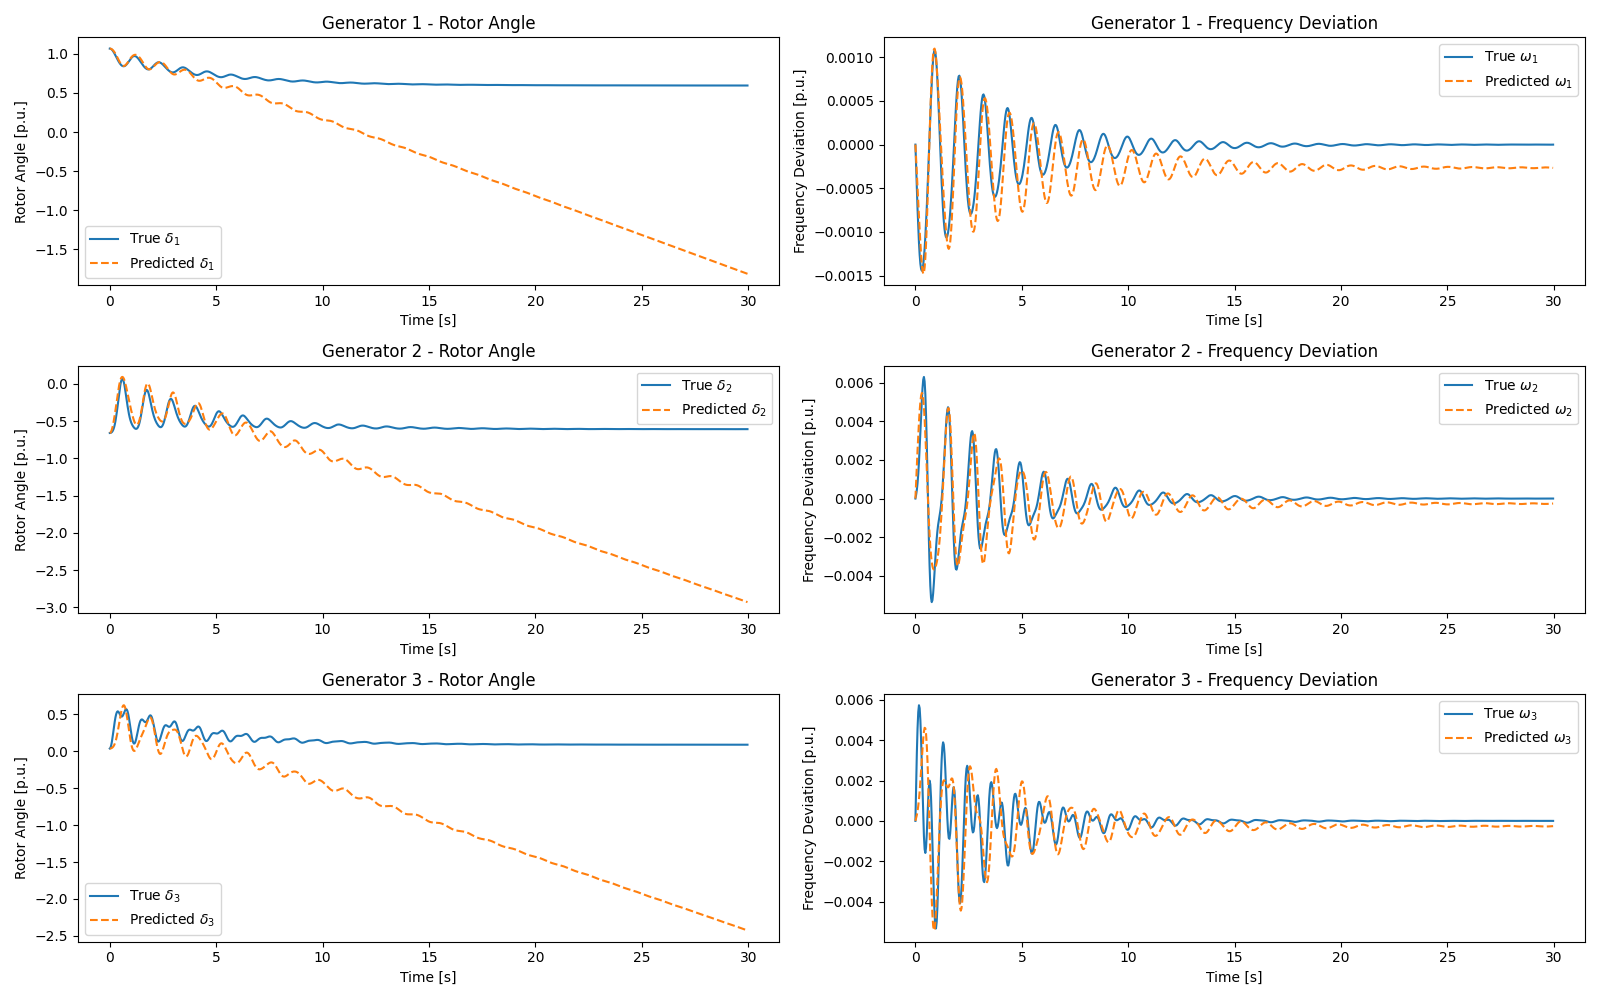 Generator 1 - Rotor Angle
Rotor Angle [p.u.]
1.0
0.5
0.0
−0.5
−1.0
−1.5
True δ1
Predicted δ1
0 5 10 15 20 25 30
Time [s]
Generator 1 - Frequency Deviation
Frequency Deviation [p.u.]
0.0010
0.0005
0.0000
−0.0005
−0.0010
−0.0015
True ω1
Predicted ω1
0 5 10 15 20 25 30
Time [s]
Generator 2 - Rotor Angle
Rotor Angle [p.u.]
0.0
−0.5
−1.0
−1.5
−2.0
−2.5
−3.0
True δ2
Predicted δ2
0 5 10 15 20 25 30
Time [s]
Generator 2 - Frequency Deviation
Frequency Deviation [p.u.]
0.006
0.004
0.002
0.000
−0.002
−0.004
True ω2
Predicted ω2
0 5 10 15 20 25 30
Time [s]
Generator 3 - Rotor Angle
Rotor Angle [p.u.]
0.5
0.0
−0.5
−1.0
−1.5
−2.0
−2.5
True δ3
Predicted δ3
0 5 10 15 20 25 30
Time [s]
Generator 3 - Frequency Deviation
Frequency Deviation [p.u.]
0.006
0.004
0.002
0.000
−0.002
−0.004
True ω3
Predicted ω3
0 5 10 15 20 25 30
Time [s]